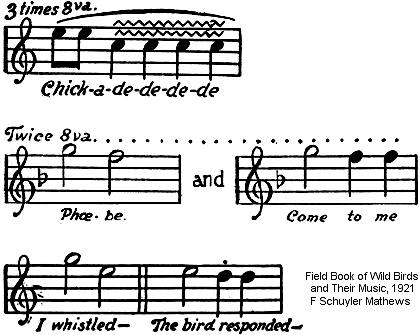 3 times 8va.
Chick-a-de-de-de-de
Twice 8va.
Phœ-be.
and
Come to me
I whistled— The bird responded—
Field Book of Wild Birds
and Their Music, 1921
F Schuyler Mathews